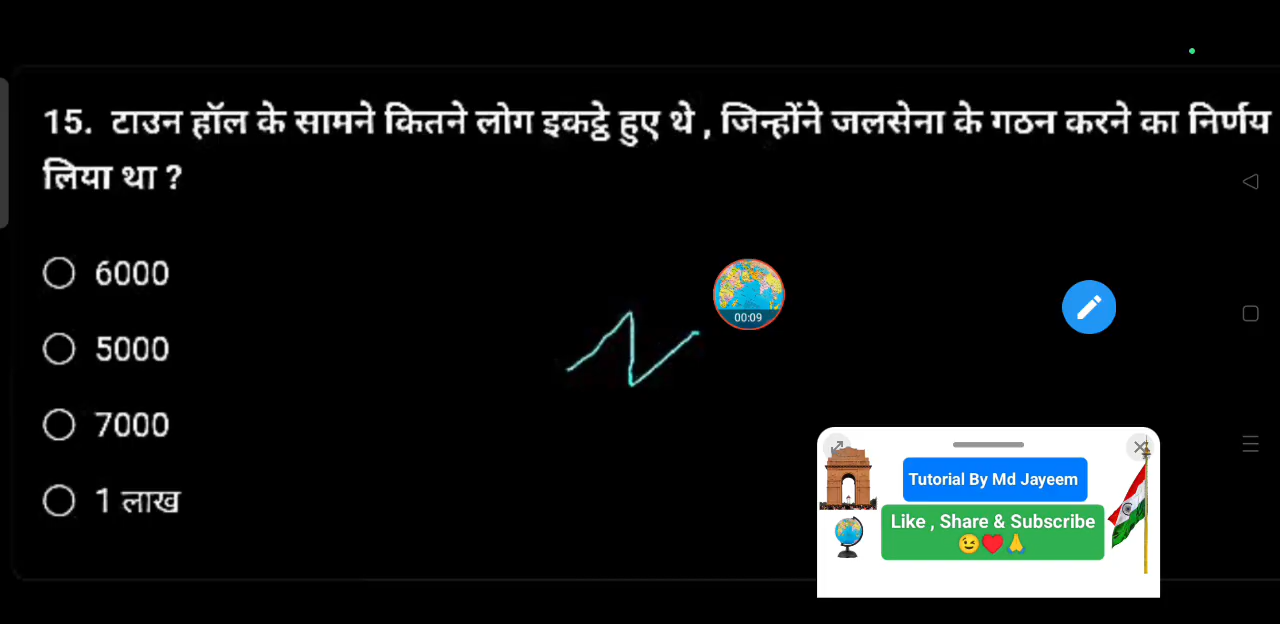 15. टाउन हॉल के सामने कितने लोग इकट्ठे हुए थे , जिन्होंने जलसेना के गठन करने का निर्णय
लिया था ?
6000
5000
7000
1 लाख
00:09
Tutorial By Md Jayeem
Like , Share & Subscribe
😉❤️🙏